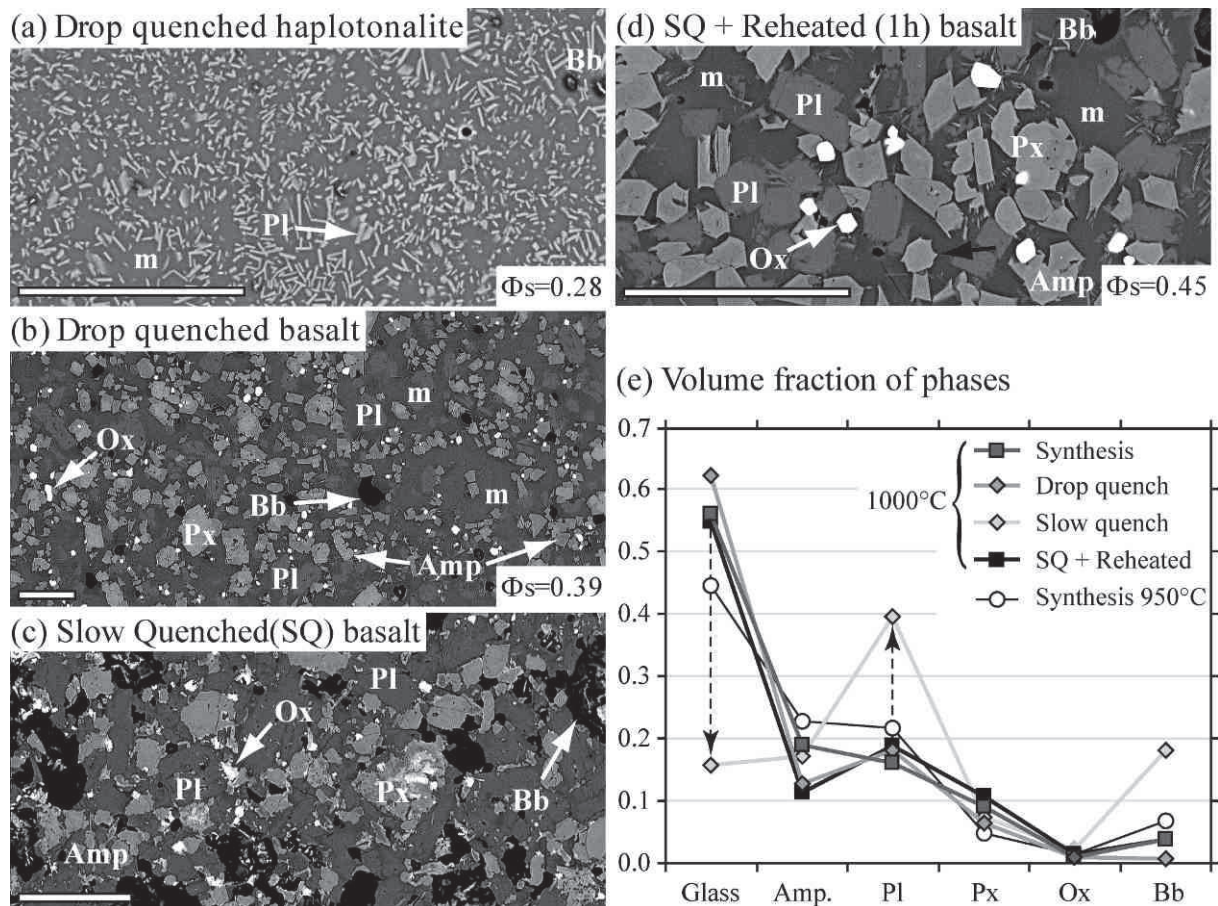 (a) Drop quenched haplotonalite
Bb
Pl
m
Φs=0.28
(b) Drop quenched basalt
m
Pl
Ox
Bb
m
Px
Amp
Pl
Φs=0.39
(c) Slow Quenched(SQ) basalt
Pl
Ox
Pl
Px
Bb
Amp
(d) SQ + Reheated (1h) basalt
Bb
m
Pl
m
Px
Pl
Ox
Amp
Φs=0.45
(e) Volume fraction of phases
0.7
0.6
0.5
0.4
0.3
0.2
0.1
0.0
1000°C
Synthesis
Drop quench
Slow quench
SQ + Reheated
Synthesis 950°C
Glass Amp. Pl Px Ox Bb